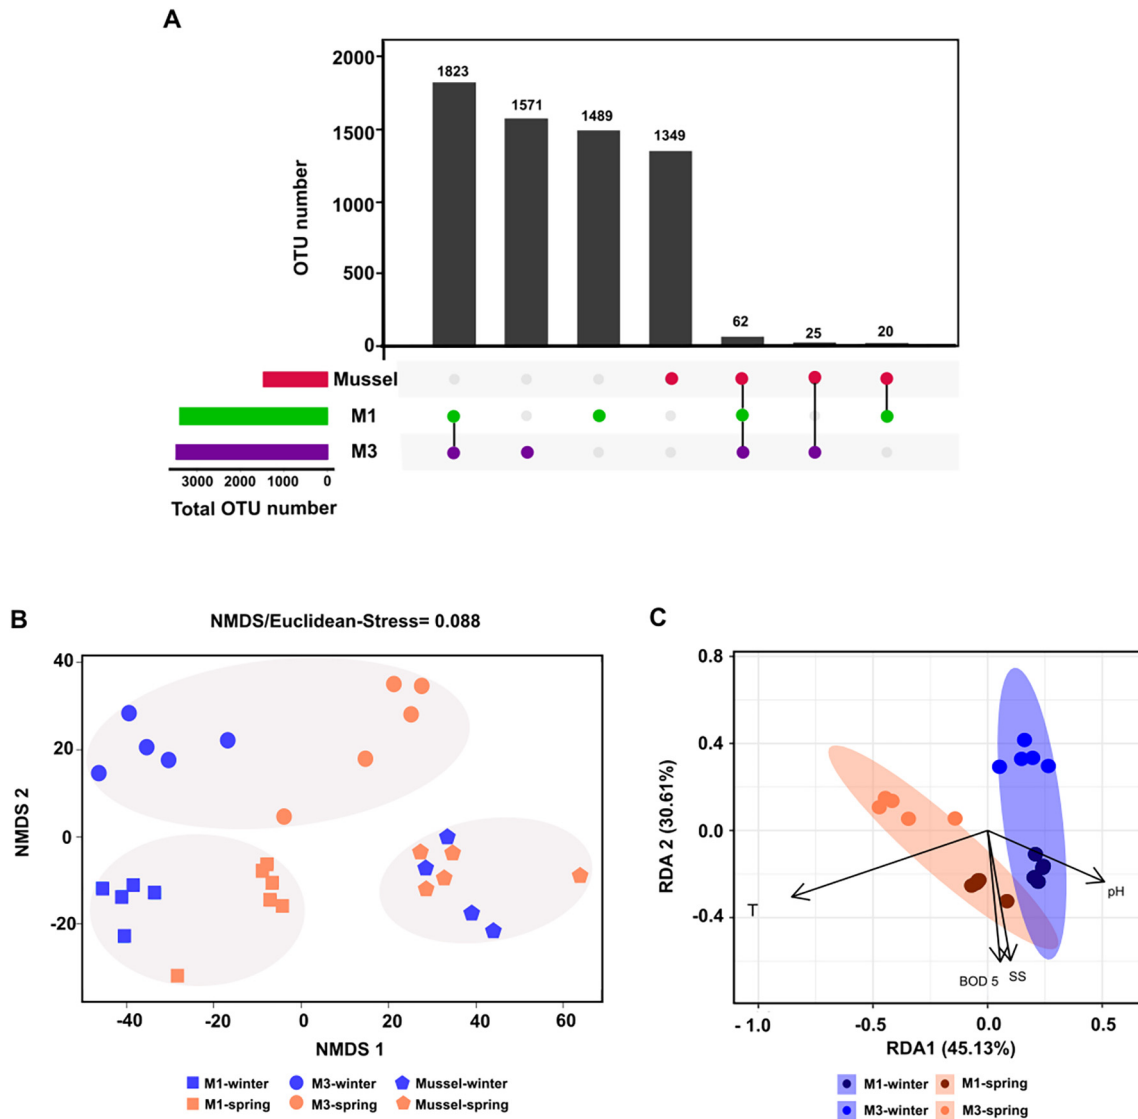 A
2000
1500
1000
500
0
OTU number
1823
1571
1489
1349
62
25
20
Mussel
M1
M3
3000 2000 1000 0
Total OTU number
B
NMDS/Euclidean-Stress= 0.088
40
20
0
-20
NMDS 2
-40 -20 0 20 40 60
NMDS 1
M1-winter M3-winter Mussel-winter
M1-spring M3-spring Mussel-spring
C
0.8
0.4
0.0
-0.4
RDA 2 (30.61%)
T
pH
BOD 5
SS
- 1.0 -0.5 0.0 0.5
RDA1 (45.13%)
M1-winter M1-spring
M3-winter M3-spring